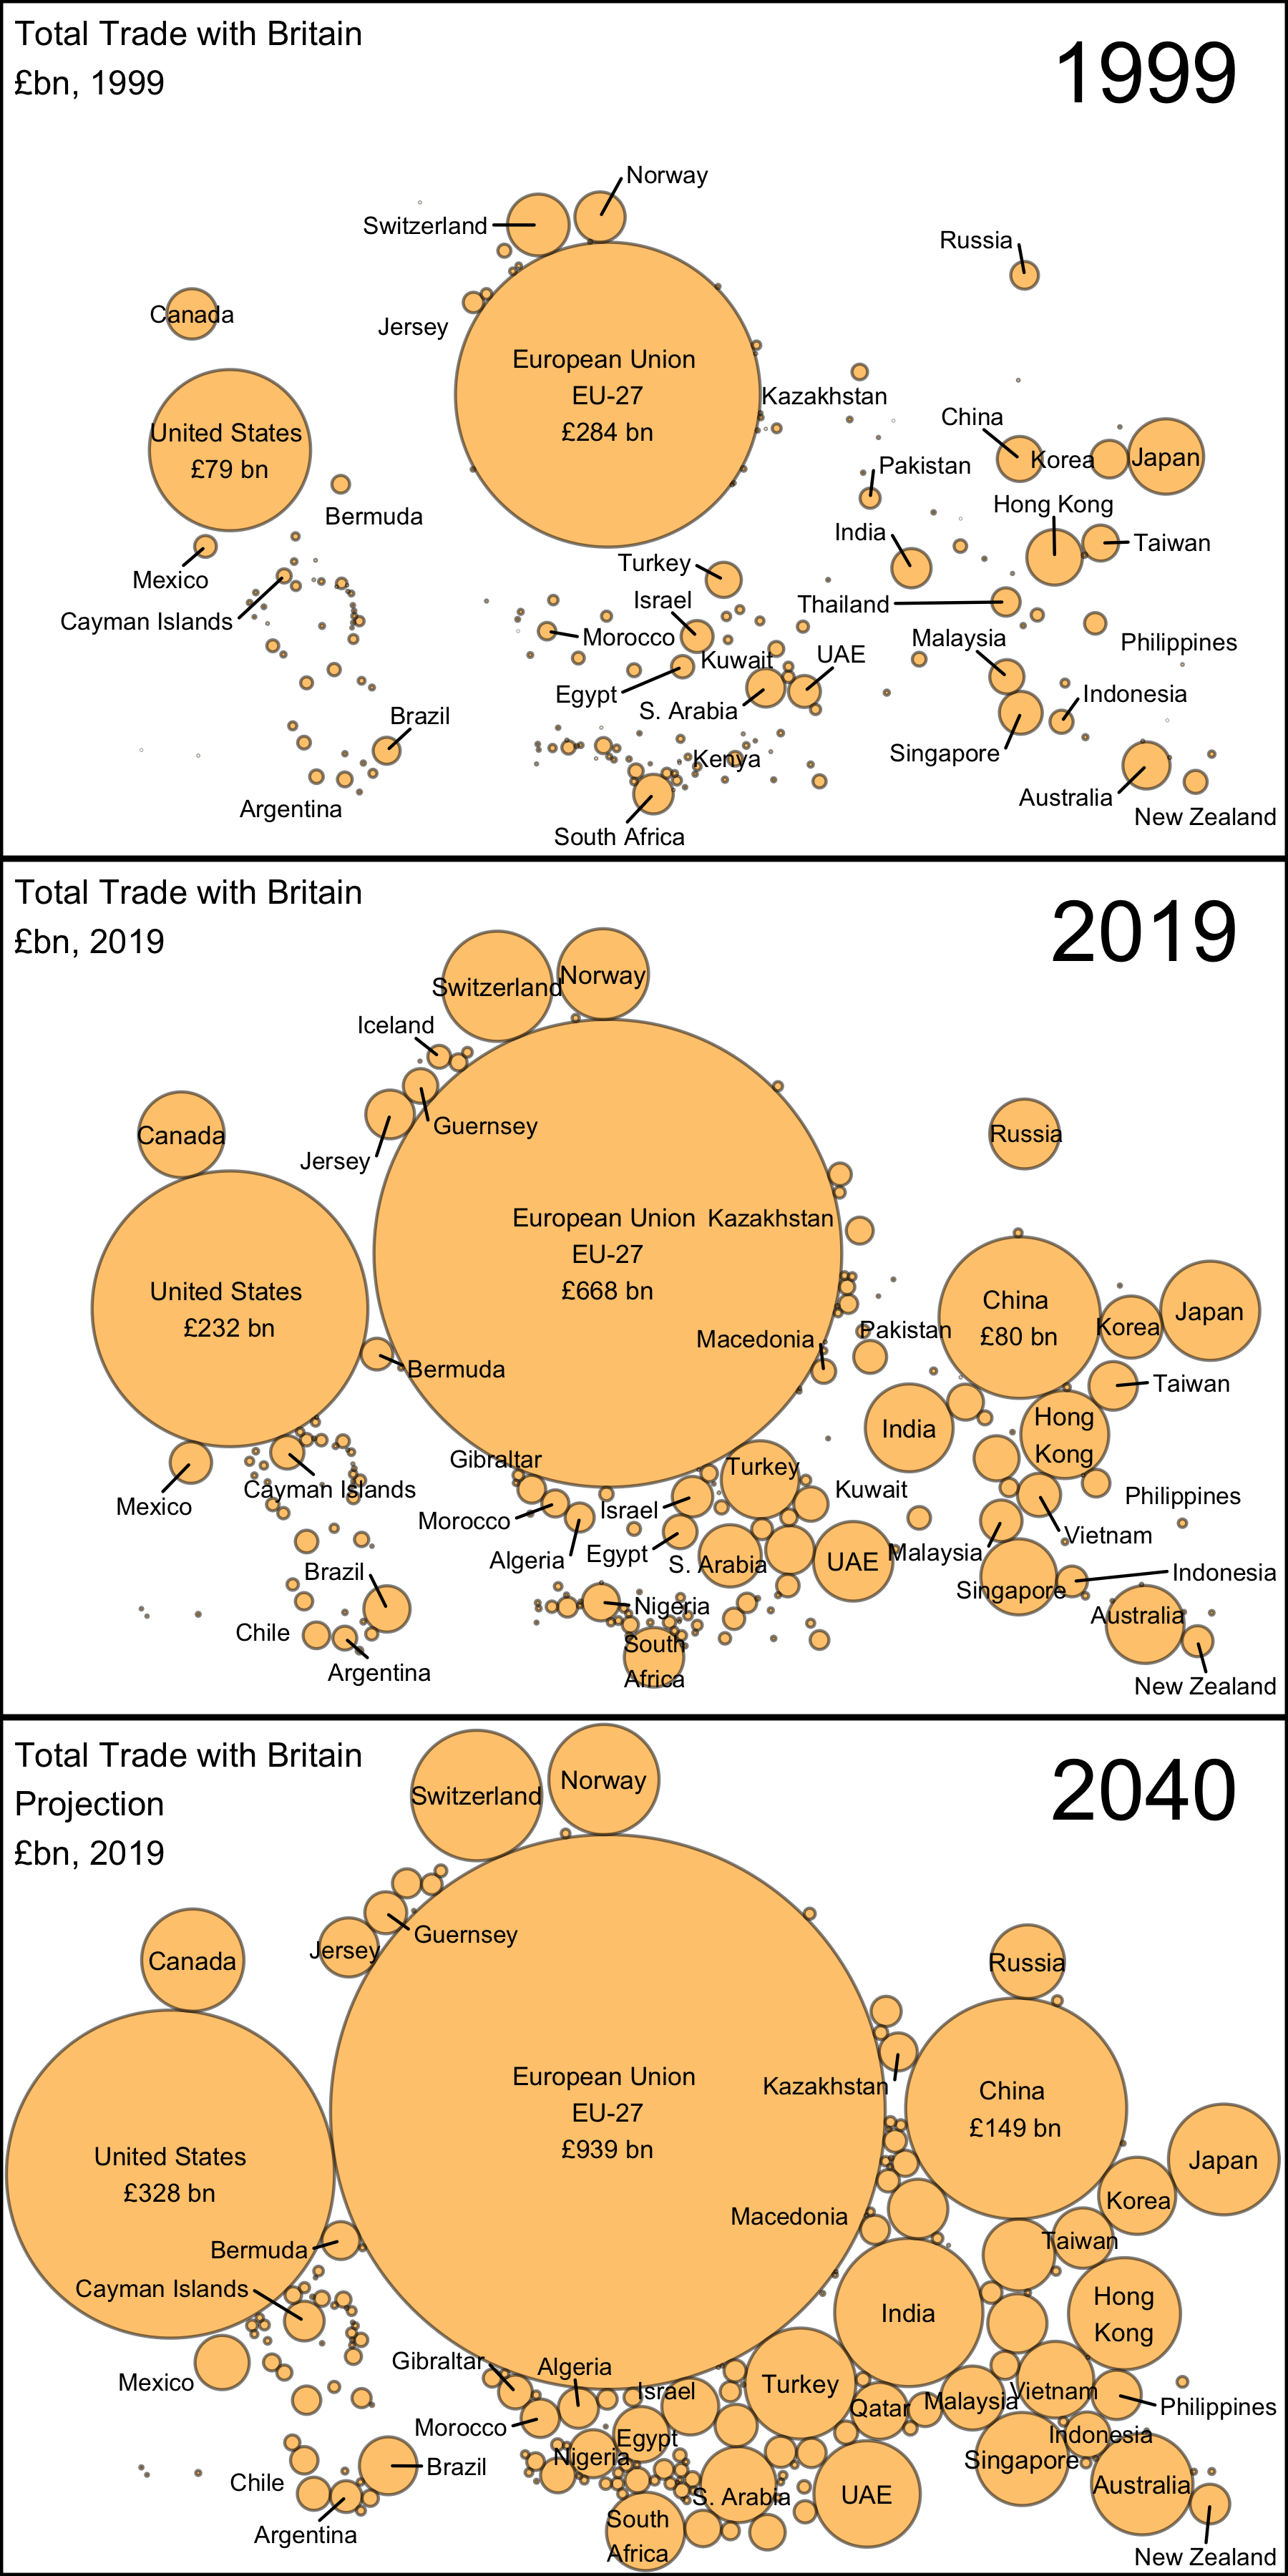 Total Trade with Britain
£bn, 1999
1999
Norway
Switzerland
Russia
Canada
Jersey
European Union
EU-27
£284 bn
Kazakhstan
China
United States
£79 bn
Korea
Japan
Pakistan
Hong Kong
Bermuda
India
Taiwan
Turkey
Mexico
Israel
Thailand
Cayman Islands
Morocco
Malaysia
Philippines
Kuwait
UAE
Egypt
S. Arabia
Indonesia
Brazil
Singapore
Kenya
Australia
Argentina
New Zealand
South Africa
Total Trade with Britain
£bn, 2019
2019
Switzerland
Norway
Iceland
Guernsey
Canada
Russia
Jersey
European Union
EU-27
£668 bn
Kazakhstan
United States
£232 bn
China
£80 bn
Japan
Korea
Macedonia
Pakistan
Bermuda
Taiwan
India
Hong
Kong
Gibraltar
Turkey
Cayman Islands
Kuwait
Philippines
Mexico
Israel
Morocco
Vietnam
Algeria
Egypt
S. Arabia
UAE
Malaysia
Brazil
Indonesia
Singapore
Nigeria
Australia
Chile
South
Africa
Argentina
New Zealand
Total Trade with Britain
Projection
£bn, 2019
2040
Switzerland
Norway
Guernsey
Jersey
Canada
Russia
European Union
EU-27
£939 bn
Kazakhstan
China
£149 bn
United States
£328 bn
Japan
Korea
Macedonia
Bermuda
Taiwan
Cayman Islands
India
Hong
Kong
Gibraltar
Algeria
Mexico
Turkey
Israel
Qatar
Malaysia
Vietnam
Philippines
Morocco
Egypt
Indonesia
Nigeria
Singapore
Brazil
Chile
S. Arabia
UAE
Australia
South
Africa
Argentina
New Zealand